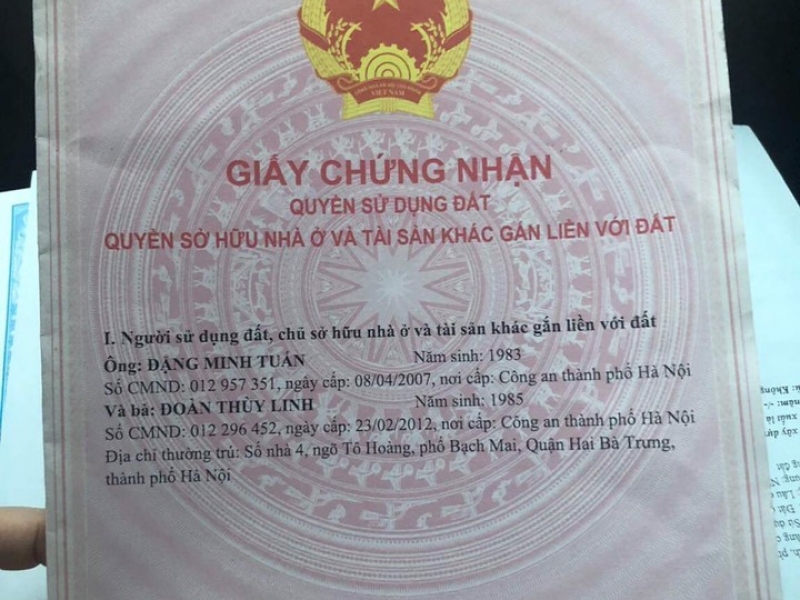 VIỆT NAM
GIẤY CHỨNG NHẬN
QUYỀN SỬ DỤNG ĐẤT
QUYỀN SỞ HỮU NHÀ Ở VÀ TÀI SẢN KHÁC GẮN LIỀN VỚI ĐẤT
I. Người sử dụng đất, chủ sở hữu nhà ở và tài sản khác gắn liền với đất
Ông: ĐẶNG MINH TUẤN Năm sinh: 1983
Số CMND: 012 957 351, ngày cấp: 08/04/2007, nơi cấp: Công an thành phố Hà Nội
Và bà: ĐOÀN THÙY LINH Năm sinh: 1985
Số CMND: 012 296 452, ngày cấp: 23/02/2012, nơi cấp: Công an thành phố Hà Nội
Địa chỉ thường trú: Số nhà 4, ngõ Tô Hoàng, phố Bạch Mai, Quận Hai Bà Trưng,
thành phố Hà Nội